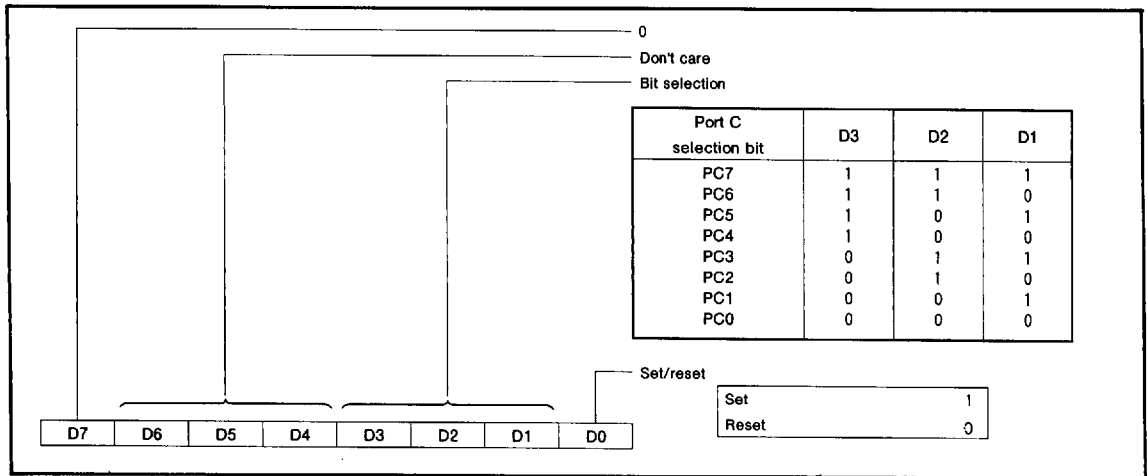 0
Don't care
Bit selection
Port C
selection bit D3 D2 D1
PC7 1 1 1
PC6 1 1 0
PC5 1 0 1
PC4 1 0 0
PC3 0 1 1
PC2 0 1 0
PC1 0 0 1
PC0 0 0 0
Set/reset
Set 1
Reset 0
D7 D6 D5 D4 D3 D2 D1 D0